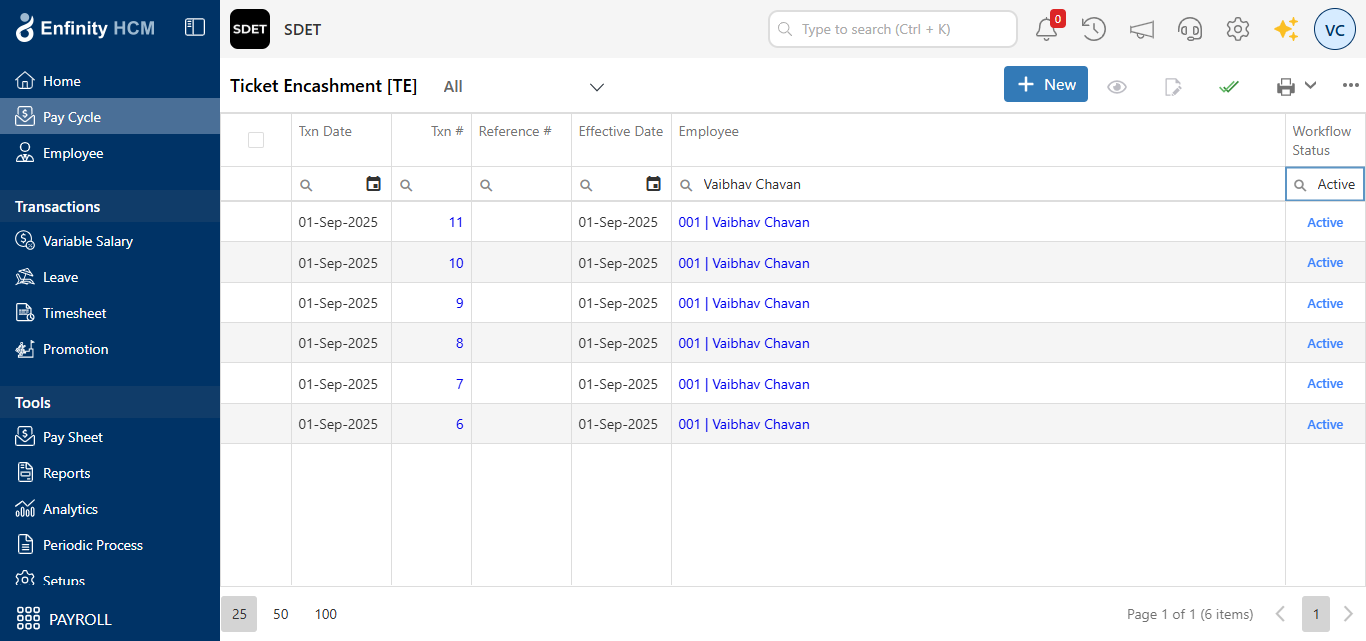 Enfinity HCM
SDET
SDET
Type to search (Ctrl + K)
0
VC
Home
Pay Cycle
Employee
Transactions
Variable Salary
Leave
Timesheet
Promotion
Tools
Pay Sheet
Reports
Analytics
Periodic Process
Setups
PAYROLL
Ticket Encashment [TE]
All
New
Txn Date Txn # Reference # Effective Date Employee Workflow Status
Vaibhav Chavan Active
01-Sep-2025 11 01-Sep-2025 001 | Vaibhav Chavan Active
01-Sep-2025 10 01-Sep-2025 001 | Vaibhav Chavan Active
01-Sep-2025 9 01-Sep-2025 001 | Vaibhav Chavan Active
01-Sep-2025 8 01-Sep-2025 001 | Vaibhav Chavan Active
01-Sep-2025 7 01-Sep-2025 001 | Vaibhav Chavan Active
01-Sep-2025 6 01-Sep-2025 001 | Vaibhav Chavan Active
25 50 100
Page 1 of 1 (6 items) 1